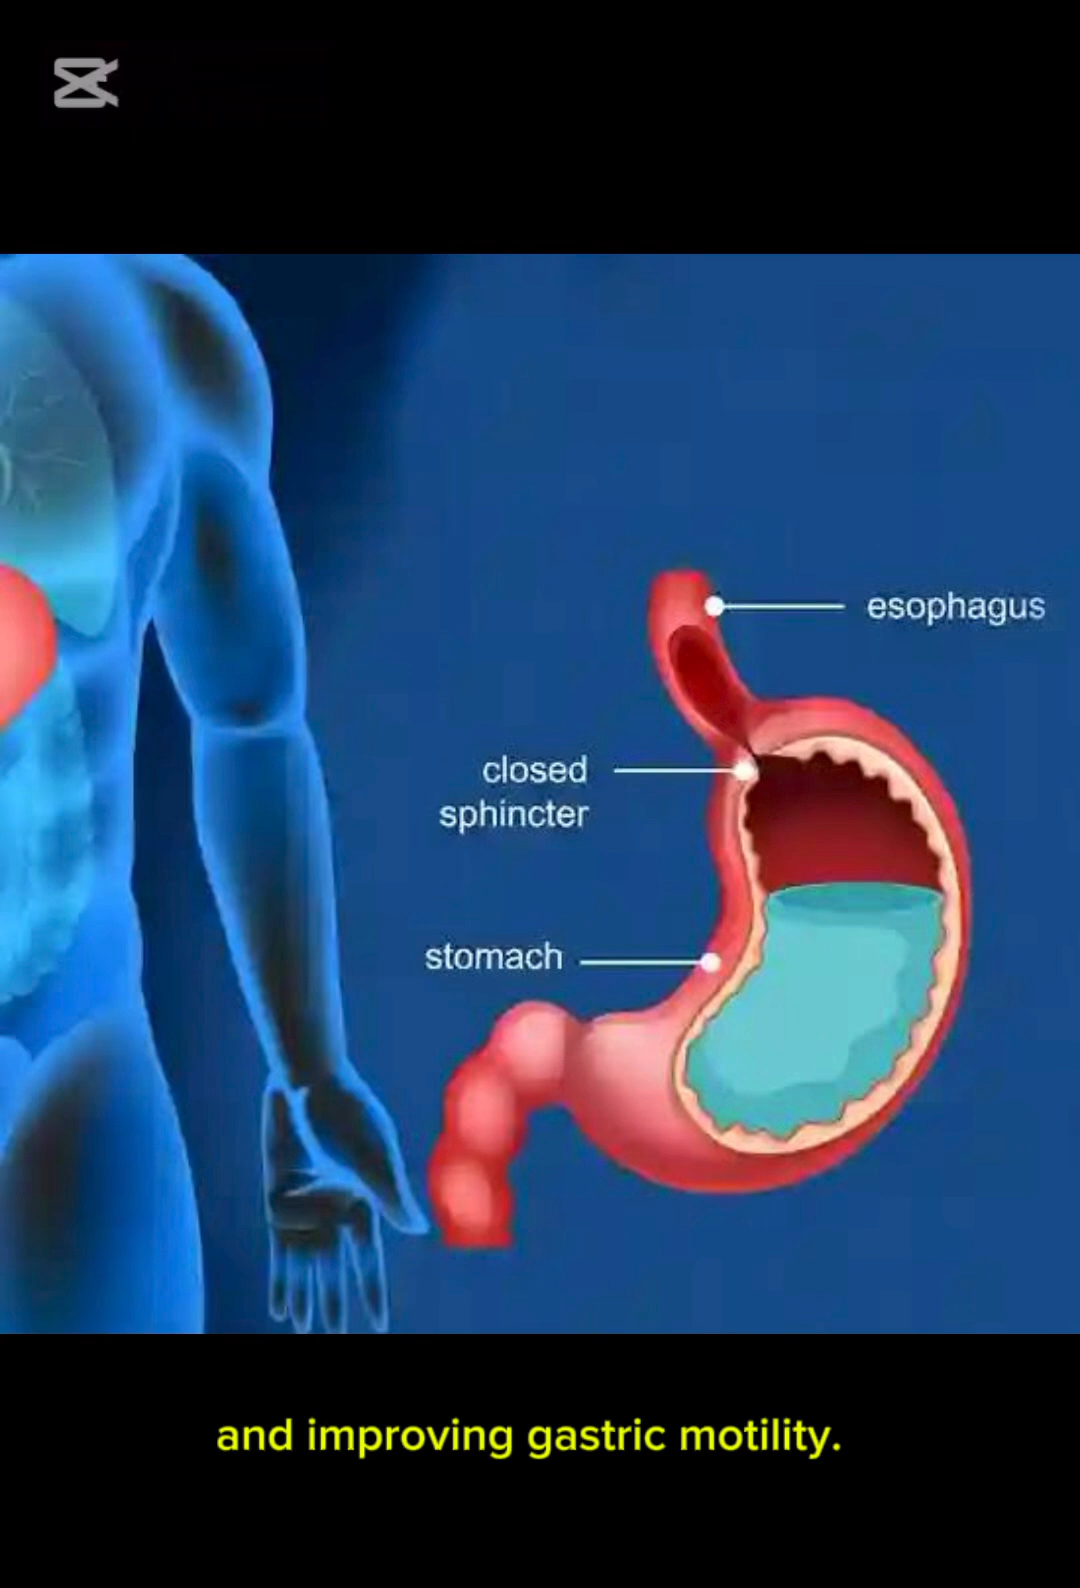 esophagus
closed
sphincter
stomach
and improving gastric motility.